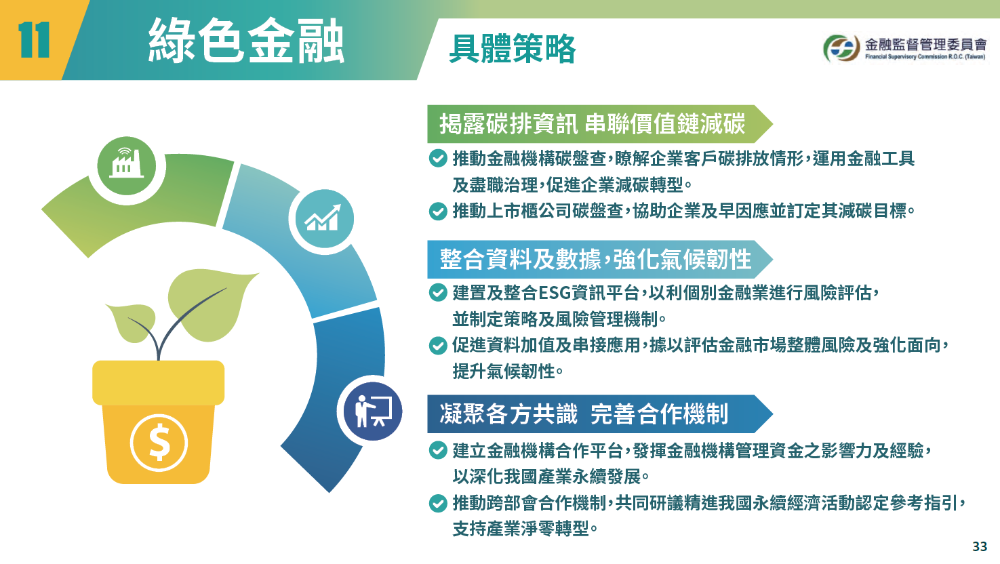 11
綠色金融
具體策略
金融監督管理委員會
Financial Supervisory Commission R.O.C. (Taiwan)
揭露碳排資訊 串聯價值鏈減碳
推動金融機構碳盤查，瞭解企業客戶碳排放情形，運用金融工具
及盡職治理，促進企業減碳轉型。
推動上市櫃公司碳盤查，協助企業及早因應並訂定其減碳目標。
整合資料及數據，強化氣候韌性
建置及整合ESG資訊平台，以利個別金融業進行風險評估，
並制定策略及風險管理機制。
促進資料加值及串接應用，據以評估金融市場整體風險及強化面向，
提升氣候韌性。
凝聚各方共識 完善合作機制
建立金融機構合作平台，發揮金融機構管理資金之影響力及經驗，
以深化我國產業永續發展。
推動跨部會合作機制，共同研議精進我國永續經濟活動認定參考指引，
支持產業淨零轉型。
$
33